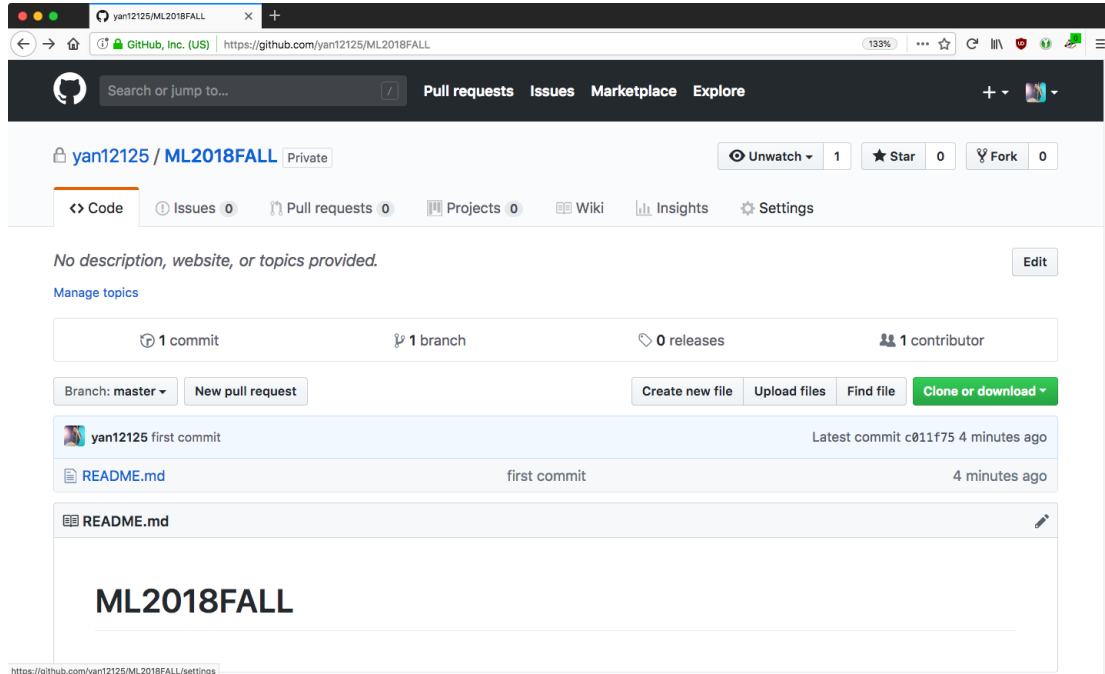 yan12125/ML2018FALL
GitHub, Inc. (US) https://github.com/yan12125/ML2018FALL 133%
0
Search or jump to... / Pull requests Issues Marketplace Explore
yan12125 / ML2018FALL Private Unwatch 1 Star 0 Fork 0
Code Issues 0 Pull requests 0 Projects 0 Wiki Insights Settings
No description, website, or topics provided. Edit
Manage topics
1 commit 1 branch 0 releases 1 contributor
Branch: master New pull request Create new file Upload files Find file Clone or download
yan12125 first commit Latest commit c011f75 4 minutes ago
README.md first commit 4 minutes ago
README.md
ML2018FALL
https://github.com/yan12125/ML2018FALL/settings